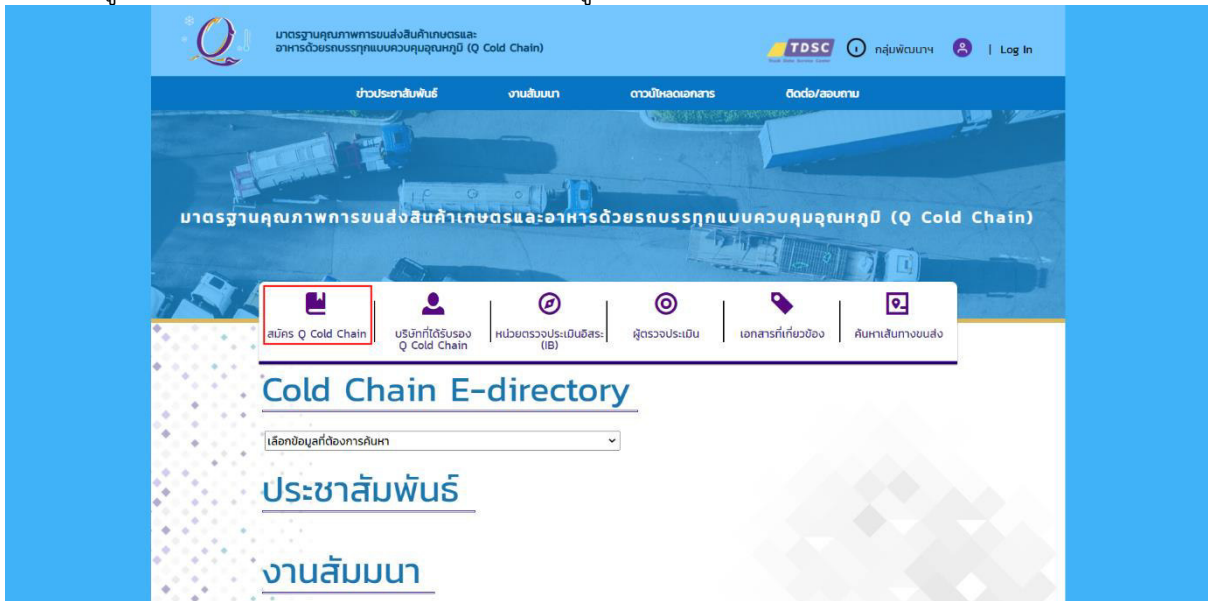 มาตรฐานคุณภาพการขนส่งสินค้าเกษตรและ
อาหารด้วยรถบรรทุกแบบควบคุมอุณหภูมิ (Q Cold Chain)
TDSC
กลุ่มพัฒนาฯ
| Log In
ข่าวประชาสัมพันธ์ งานสัมมนา ดาวน์โหลดเอกสาร ติดต่อ/สอบถาม
มาตรฐานคุณภาพการขนส่งสินค้าเกษตรและอาหารด้วยรถบรรทุกแบบควบคุมอุณหภูมิ (Q Cold Chain)
สมัคร Q Cold Chain
บริษัทที่ได้รับรอง
Q Cold Chain
หน่วยตรวจประเมินอิสระ
(IB)
ผู้ตรวจประเมิน
เอกสารที่เกี่ยวข้อง
ค้นหาเส้นทางขนส่ง
Cold Chain E-directory
เลือกข้อมูลที่ต้องการค้นหา
ประชาสัมพันธ์
งานสัมมนา